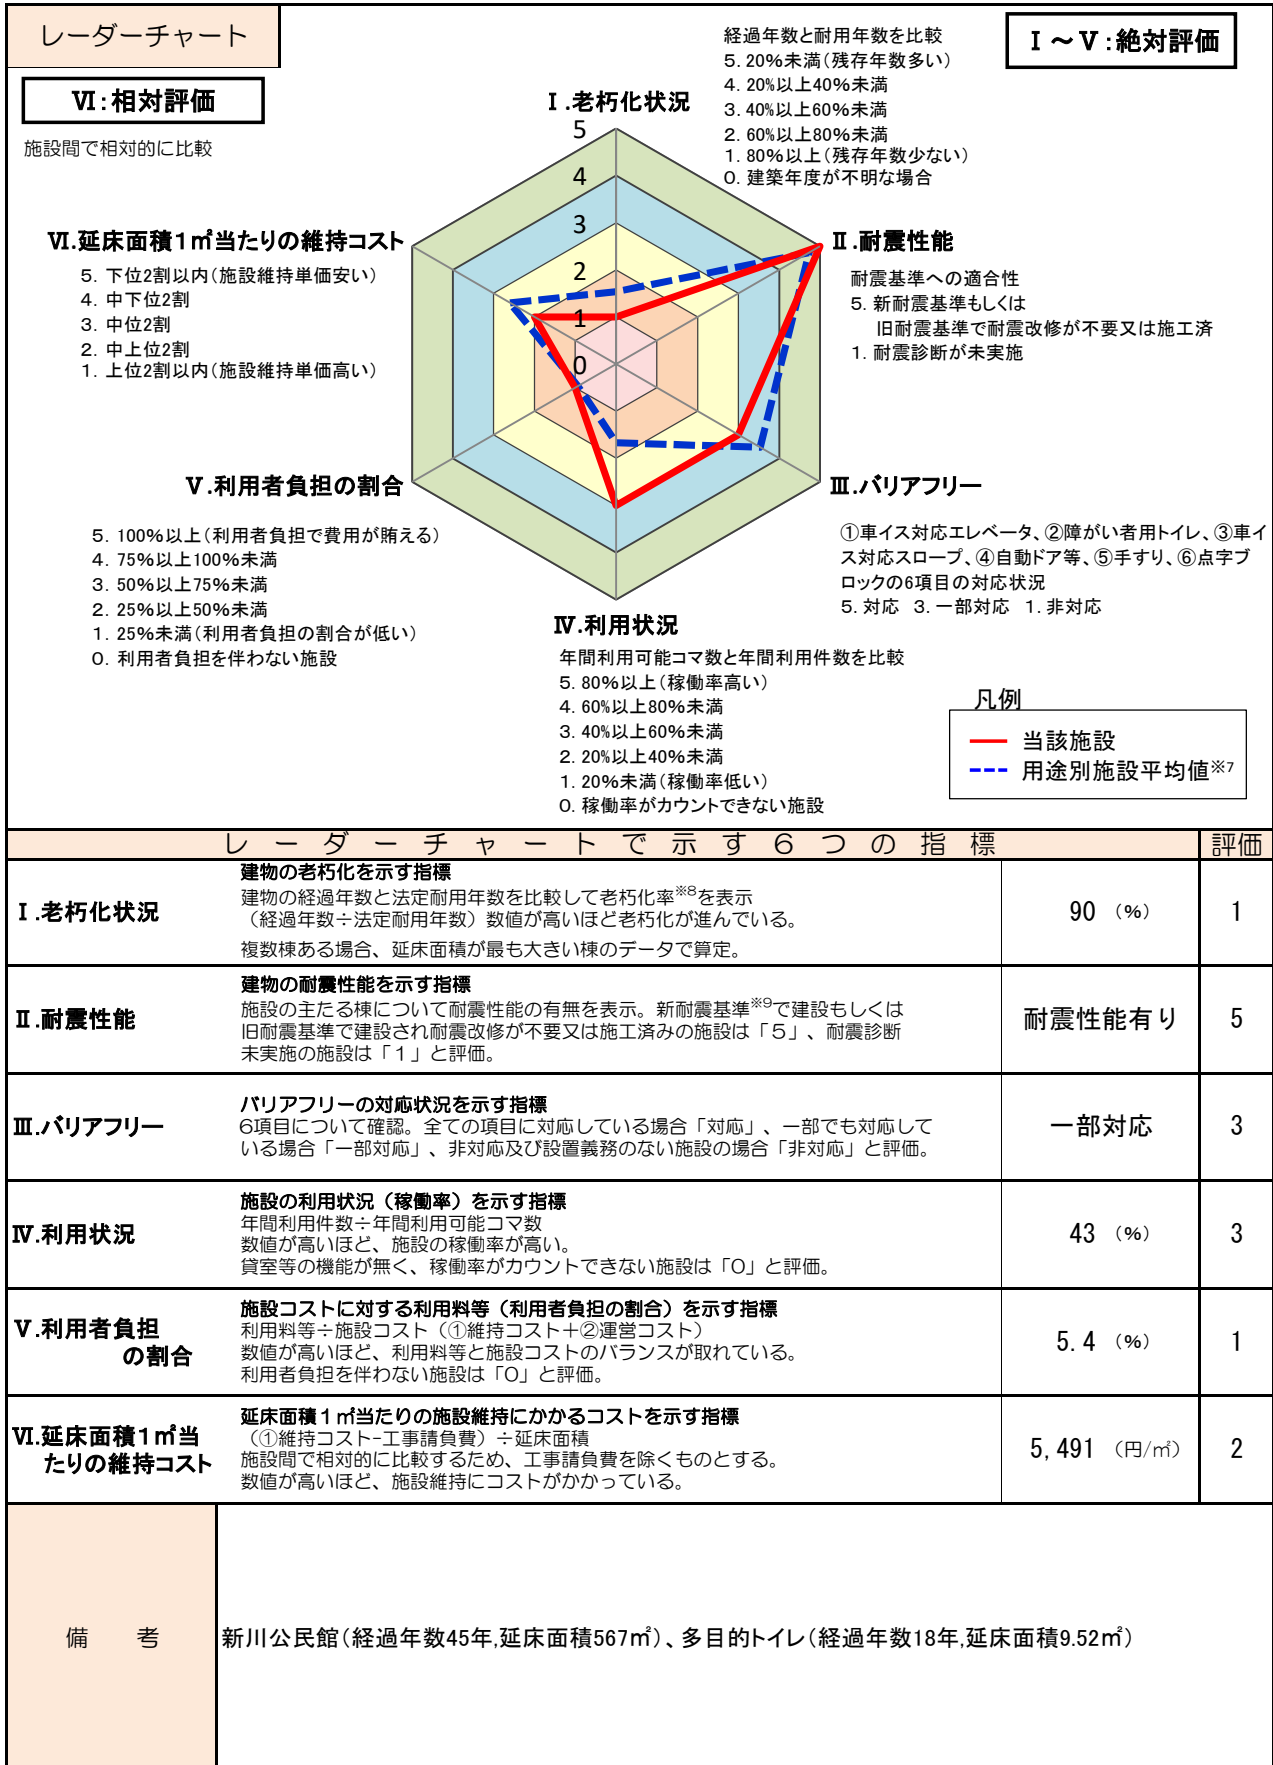 レーダーチャート
Ⅰ～Ⅴ:絶対評価
Ⅵ:相対評価
施設間で相対的に比較
経過年数と耐用年数を比較
5. 20%未満(残存年数多い)
4. 20%以上40%未満
3. 40%以上60%未満
2. 60%以上80%未満
1. 80%以上(残存年数少ない)
0. 建築年度が不明な場合
Ⅰ.老朽化状況
5
4
3
2
1
0
Ⅱ.耐震性能
耐震基準への適合性
5. 新耐震基準もしくは
旧耐震基準で耐震改修が不要又は施工済
1. 耐震診断が未実施
Ⅵ.延床面積1㎡当たりの維持コスト
5. 下位2割以内(施設維持単価安い)
4. 中下位2割
3. 中位2割
2. 中上位2割
1. 上位2割以内(施設維持単価高い)
Ⅲ.バリアフリー
①車イス対応エレベータ、②障がい者用トイレ、③車イ
ス対応スロープ、④自動ドア等、⑤手すり、⑥点字ブ
ロックの6項目の対応状況
5. 対応 3. 一部対応 1. 非対応
Ⅴ.利用者負担の割合
5. 100%以上(利用者負担で費用が賄える)
4. 75%以上100%未満
3. 50%以上75%未満
2. 25%以上50%未満
1. 25%未満(利用者負担の割合が低い)
0. 利用者負担を伴わない施設
Ⅳ.利用状況
年間利用可能コマ数と年間利用件数を比較
5. 80%以上(稼働率高い)
4. 60%以上80%未満
3. 40%以上60%未満
2. 20%以上40%未満
1. 20%未満(稼働率低い)
0. 稼働率がカウントできない施設
凡例
当該施設
用途別施設平均値※7
レーダーチャートで示す6つの指標 評価
Ⅰ.老朽化状況
建物の老朽化を示す指標
建物の経過年数と法定耐用年数を比較して老朽化率※8を表示
(経過年数÷法定耐用年数)数値が高いほど老朽化が進んでいる。
複数棟ある場合、延床面積が最も大きい棟のデータで算定。
90 (%) 1
Ⅱ.耐震性能
建物の耐震性能を示す指標
施設の主たる棟について耐震性能の有無を表示。新耐震基準※9で建設もしくは
旧耐震基準で建設され耐震改修が不要又は施工済みの施設は「5」、耐震診断
未実施の施設は「1」と評価。
耐震性能有り 5
Ⅲ.バリアフリー
バリアフリーの対応状況を示す指標
6項目について確認。全ての項目に対応している場合「対応」、一部でも対応して
いる場合「一部対応」、非対応及び設置義務のない施設の場合「非対応」と評価。
一部対応 3
Ⅳ.利用状況
施設の利用状況(稼働率)を示す指標
年間利用件数÷年間利用可能コマ数
数値が高いほど、施設の稼働率が高い。
貸室等の機能が無く、稼働率がカウントできない施設は「0」と評価。
43 (%) 3
Ⅴ.利用者負担
の割合
施設コストに対する利用料等(利用者負担の割合)を示す指標
利用料等÷施設コスト(①維持コスト+②運営コスト)
数値が高いほど、利用料等と施設コストのバランスが取れている。
利用者負担を伴わない施設は「0」と評価。
5.4 (%) 1
Ⅵ.延床面積1㎡当
たりの維持コスト
延床面積1㎡当たりの施設維持にかかるコストを示す指標
(①維持コスト-工事請負費)÷延床面積
施設間で相対的に比較するため、工事請負費を除くものとする。
数値が高いほど、施設維持にコストがかかっている。
5,491 (円/㎡) 2
備考
新川公民館(経過年数45年,延床面積567㎡)、多目的トイレ(経過年数18年,延床面積9.52㎡)